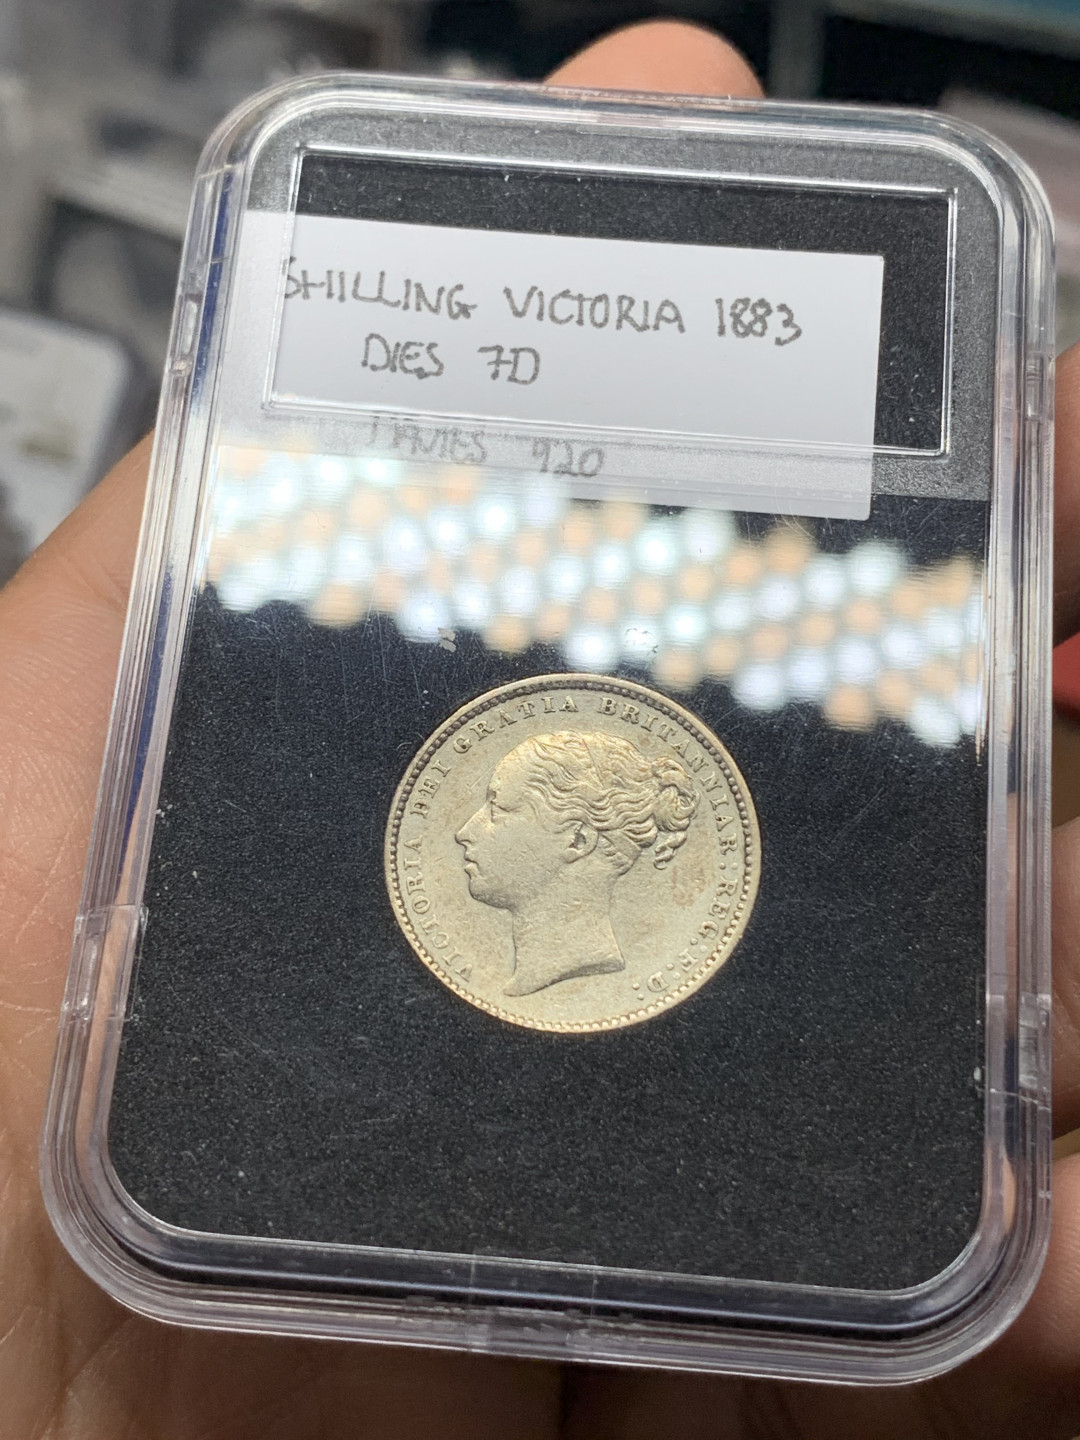 SHILLING VICTORIA 1883
DIES 7D
DAVIES 920
VICTORIA DEI GRATIA BRITANNIAR: REG: F: D: